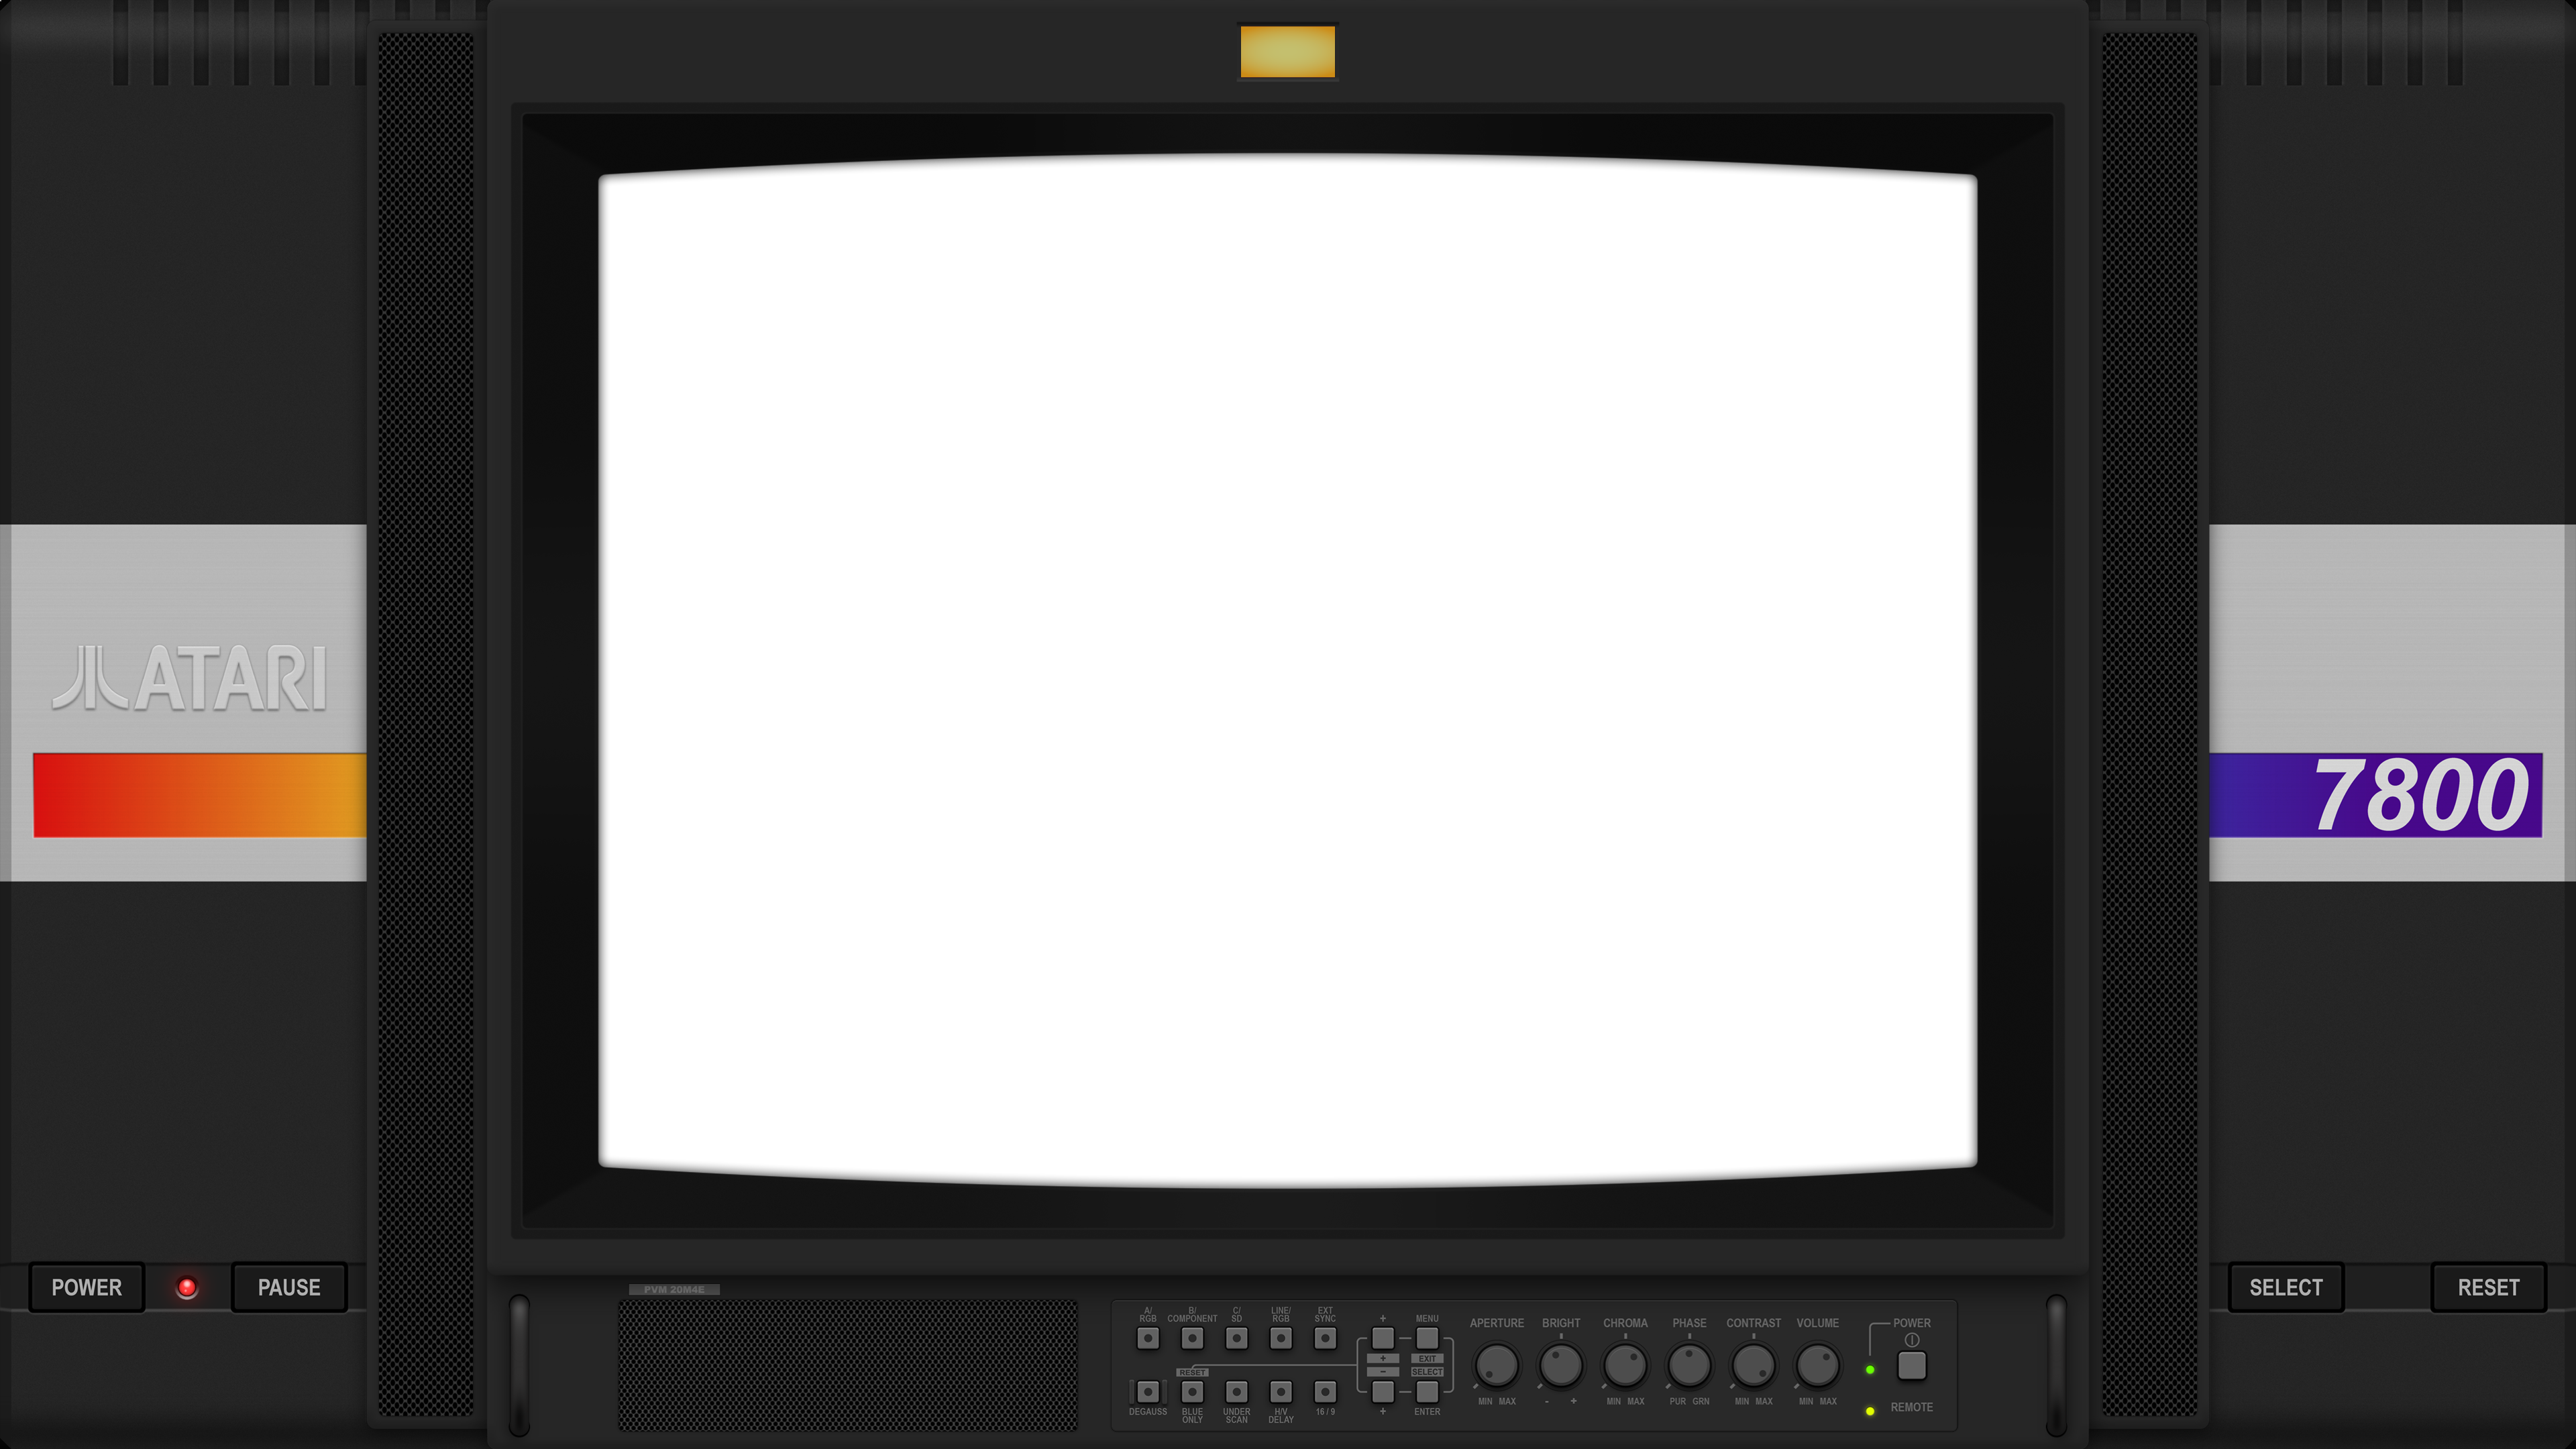 ATARI
7800
POWER
PAUSE
SELECT
RESET
PVM 20M4E
A/
RGB
B/
COMPONENT
C/
SD
LINE/
RGB
EXT
SYNC
+
MENU
+
EXIT
RESET
−
SELECT
DEGAUSS
BLUE
ONLY
UNDER
SCAN
H/V
DELAY
16 / 9
+
ENTER
APERTURE
BRIGHT
CHROMA
PHASE
CONTRAST
VOLUME
MIN MAX
- +
MIN MAX
PUR GRN
MIN MAX
MIN MAX
POWER
REMOTE